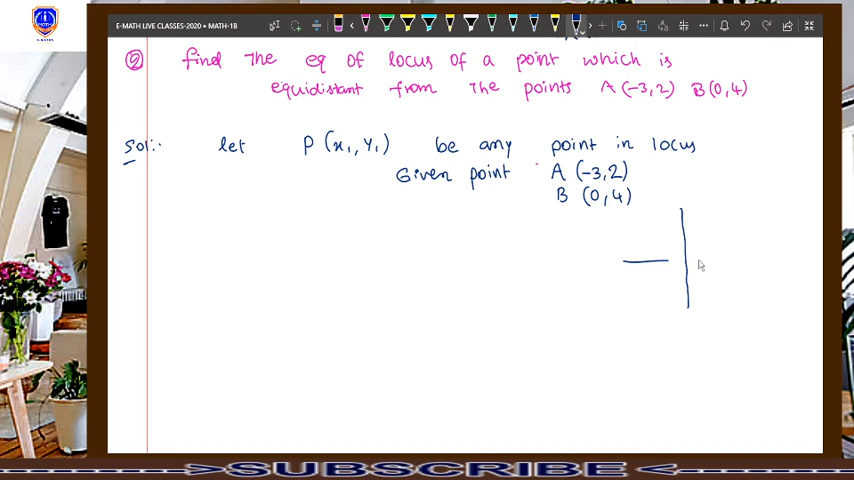 E-MATH LIVE CLASSES-2020 • MATH-1B
② find the eq of locus of a point which is
equidistant from the points A(-3,2) B(0,4)
Sol:- let P(x₁,y₁) be any point in locus
Given point A (-3,2)
B (0,4)
-->SUBSCRIBE<--